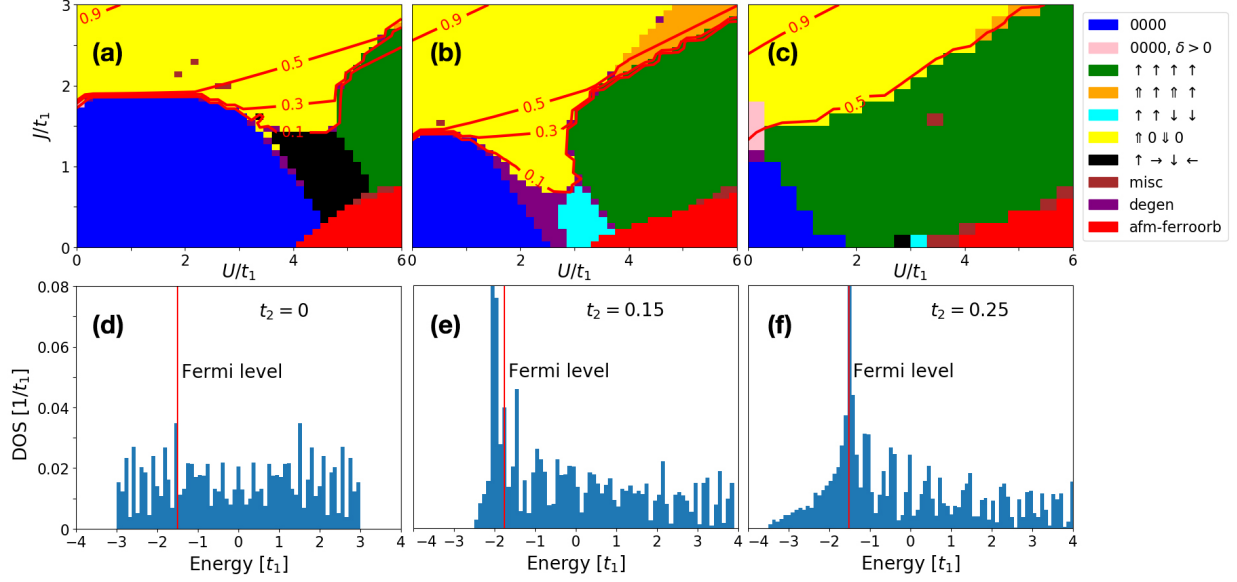 3
2
1
0
J/t₁
(a)
0.9
0.5
0.3
0.1
0
2
4
6
U/t₁
(b)
0.9
0.5
0.3
0.1
0
2
4
6
U/t₁
(c)
0.5
0
2
4
6
U/t₁
0000
0000, δ > 0
↑ ↑ ↑ ↑
⇑ ↑ ⇑ ↑
↑ ↑ ↓ ↓
⇑ 0 ⇓ 0
↑ → ↓ ←
misc
degen
afm-ferroorb
0.08
0.06
0.04
0.02
0
DOS [1/t₁]
(d)
t₂ = 0
Fermi level
−4 −3 −2 −1 0 1 2 3 4
Energy [t₁]
(e)
t₂ = 0.15
Fermi level
−4 −3 −2 −1 0 1 2 3 4
Energy [t₁]
(f)
t₂ = 0.25
Fermi level
−4 −3 −2 −1 0 1 2 3 4
Energy [t₁]